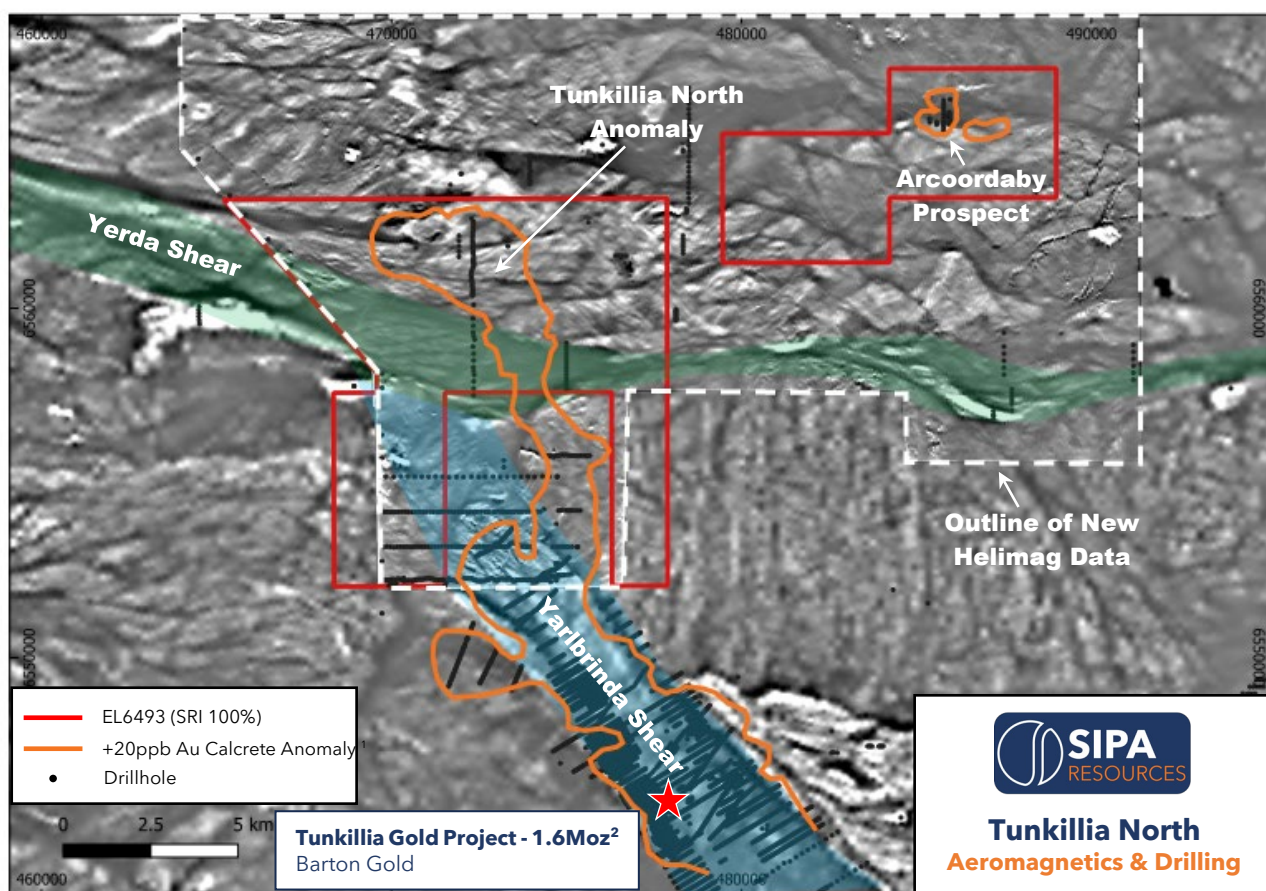 460000
470000
480000
490000
Tunkillia North
Anomaly
Arcoordaby
Prospect
Yerda Shear
6560000
6560000
Outline of New
Helimag Data
Yarlbrinda Shear
6550000
6550000
EL6493 (SRI 100%)
+20ppb Au Calcrete Anomaly 1
Drillhole
0 2.5 5 km
Tunkillia Gold Project - 1.6Moz²
Barton Gold
460000
480000
SIPA
RESOURCES
Tunkillia North
Aeromagnetics & Drilling